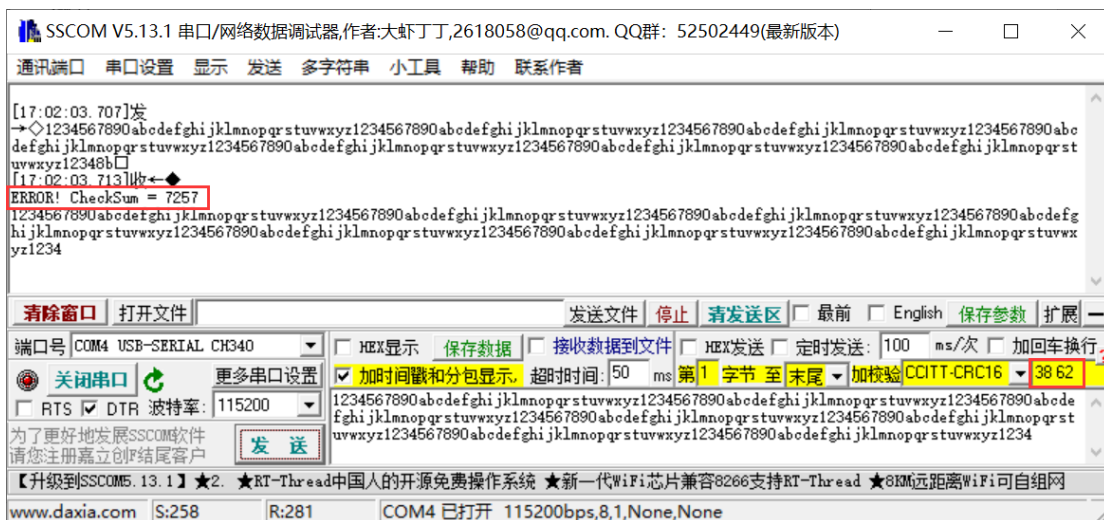 SSCOM V5.13.1 串口/网络数据调试器,作者:大虾丁丁,2618058@qq.com. QQ群: 52502449(最新版本)
通讯端口 串口设置 显示 发送 多字符串 小工具 帮助 联系作者
[17:02:03.707]发
→◇1234567890abcdefghijklmnopqrstuvwxyz1234567890abcdefghijklmnopqrstuvwxyz1234567890abcdefghijklmnopqrstuvwxyz1234567890abc
defghijklmnopqrstuvwxyz1234567890abcdefghijklmnopqrstuvwxyz1234567890abcdefghijklmnopqrstuvwxyz1234567890abcdefghijklmnopqrst
uvwxyz12348b□
[17:02:03.713]收←◆
ERROR! CheckSum = 7257
1234567890abcdefghijklmnopqrstuvwxyz1234567890abcdefghijklmnopqrstuvwxyz1234567890abcdefghijklmnopqrstuvwxyz1234567890abcdefg
hijklmnopqrstuvwxyz1234567890abcdefghijklmnopqrstuvwxyz1234567890abcdefghijklmnopqrstuvwxyz1234567890abcdefghijklmnopqrstuvwx
yz1234
清除窗口 打开文件 发送文件 停止 清发送区 最前 English 保存参数 扩展 —
端口号 COM4 USB-SERIAL CH340 HEX显示 保存数据 接收数据到文件 HEX发送 定时发送: 100 ms/次 加回车换行
关闭串口 更多串口设置 加时间戳和分包显示, 超时时间: 50 ms 第 1 字节 至 末尾 加校验 CCITT-CRC16 38 62
RTS DTR 波特率: 115200
1234567890abcdefghijklmnopqrstuvwxyz1234567890abcdefghijklmnopqrstuvwxyz1234567890abcde
fghijklmnopqrstuvwxyz1234567890abcdefghijklmnopqrstuvwxyz1234567890abcdefghijklmnopqrst
uvwxyz1234567890abcdefghijklmnopqrstuvwxyz1234567890abcdefghijklmnopqrstuvwxyz1234
为了更好地发展SSCOM软件
请您注册嘉立创F结尾客户
发 送
【升级到SSCOM5.13.1】★2. ★RT-Thread中国人的开源免费操作系统 ★新一代WiFi芯片兼容8266支持RT-Thread ★8KM远距离WiFi可自组网
www.daxia.com S:258 R:281 COM4 已打开 115200bps,8,1,None,None